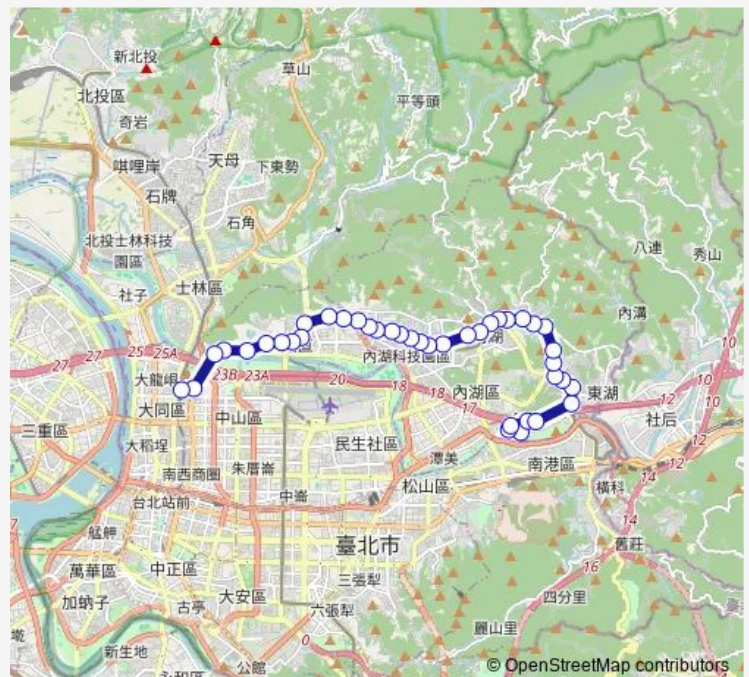 新北投
北投區
草山
平等頭
奇岩
唭哩岸
天母
下東勢
石牌
石角
八連
秀山
北投士林科技
園區
社子
士林區
內溝
27
27
25
25A
大龍峒
23B
23A
20
18
18
17
內湖科技園區
內湖區
東湖
10
10
10
大同區
中山區
社后
三重區
大稻埕
民生社區
12
12
南西商圈
朱厝崙
潭美
南港區
台北站前
中崙
松山區
橫科
14
14
艋舺
臺北市
舊莊
萬華區
中正區
三張犁
16
加蚋子
古亭
大安區
六張犁
四分里
0
麗山里
新生地
公館
© OpenStreetMap contributors